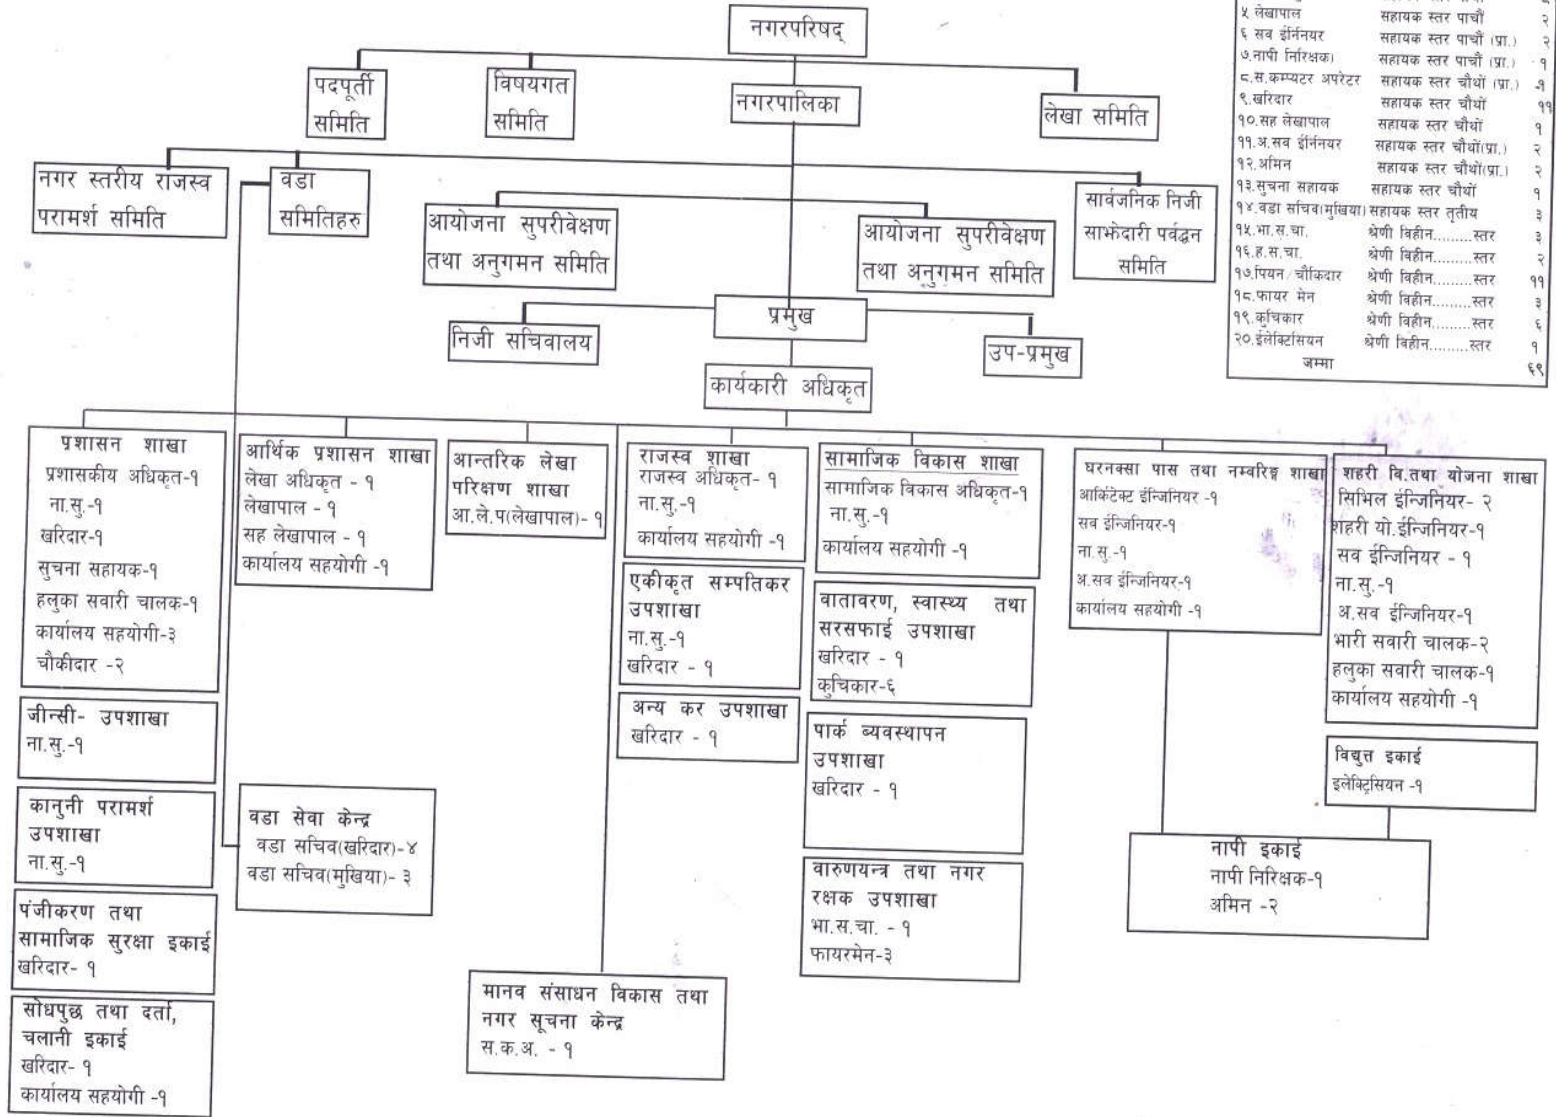 नगरपरिषद्
पदपूर्ती
समिति
विषयगत
समिति
नगरपालिका
लेखा समिति
नगर स्तरीय राजस्व
परामर्श समिति
वडा
समितिहरु
आयोजना सुपरीवेक्षण
तथा अनुगमन समिति
आयोजना सुपरीवेक्षण
तथा अनुगमन समिति
सार्वजनिक निजी
साझेदारी पर्वद्धन
समिति
प्रमुख
निजी सचिवालय
उप-प्रमुख
कार्यकारी अधिकृत
५ लेखापाल सहायक स्तर पाचौं २
६ सव ईर्निनयर सहायक स्तर पाचौं (प्रा.) २
७.नापी निरिक्षक) सहायक स्तर पाचौं (प्रा.) १
८.स.कम्प्यटर अपरेटर सहायक स्तर चौथों (प्रा.) १
९.खरिदार सहायक स्तर चौथों ११
१०.सह लेखापाल सहायक स्तर चौथों १
११.अ.सव ईर्निनयर सहायक स्तर चौथों(प्रा.) २
१२.अमिन सहायक स्तर चौथों(प्रा.) २
१३.सुचना सहायक सहायक स्तर चौथों १
१४.वडा सचिव(मुखिया) सहायक स्तर तृतीय ३
१५.भा.स.चा. श्रेणी विहीन.........स्तर ३
१६.ह.स.चा. श्रेणी विहीन.........स्तर २
१७.पियन/चौकिदार श्रेणी विहीन.........स्तर ११
१८.फायर मेन श्रेणी विहीन.........स्तर ३
१९.कुचिकार श्रेणी विहीन.........स्तर ६
२०.ईलेक्टिसियन श्रेणी विहीन.........स्तर १
जम्मा ६९
प्रशासन शाखा
प्रशासकीय अधिकृत-१
ना.सु.-१
खरिदार-१
सुचना सहायक-१
हलुका सवारी चालक-१
कार्यालय सहयोगी-३
चौकीदार -२
जीन्सी- उपशाखा
ना.सु.-१
कानुनी परामर्श
उपशाखा
ना.सु.-१
पंजीकरण तथा
सामाजिक सुरक्षा इकाई
खरिदार- १
सोधपुछ तथा दर्ता,
चलानी इकाई
खरिदार- १
कार्यालय सहयोगी -१
आर्थिक प्रशासन शाखा
लेखा अधिकृत - १
लेखापाल - १
सह लेखापाल - १
कार्यालय सहयोगी -१
वडा सेवा केन्द्र
वडा सचिव(खरिदार)-४
वडा सचिव(मुखिया)- ३
आन्तरिक लेखा
परिक्षण शाखा
आ.ले.प(लेखापाल)- १
मानव संसाधन विकास तथा
नगर सूचना केन्द्र
स.क.अ. - १
राजस्व शाखा
राजस्व अधिकृत- १
ना.सु.-१
कार्यालय सहयोगी -१
एकीकृत सम्पतिकर
उपशाखा
ना.सु.-१
खरिदार - १
अन्य कर उपशाखा
खरिदार - १
सामाजिक विकास शाखा
सामाजिक विकास अधिकृत-१
ना.सु.-१
कार्यालय सहयोगी -१
वातावरण, स्वास्थ्य तथा
सरसफाई उपशाखा
खरिदार - १
कुचिकार-६
पार्क ब्यवस्थापन
उपशाखा
खरिदार - १
वारुणयन्त्र तथा नगर
रक्षक उपशाखा
भा.स.चा. - १
फायरमेन-३
घरनक्सा पास तथा नम्वरिङ्ग शाखा
आर्किटेक्ट ईन्जिनियर -१
सव ईन्जिनियर-१
ना.सु.-१
अ.सव ईन्जिनियर-१
कार्यालय सहयोगी -१
शहरी वि.तथा योजना शाखा
सिभिल ईन्जिनियर- २
शहरी यो.ईन्जिनियर-१
सव ईन्जिनियर - १
ना.सु.-१
अ.सव ईन्जिनियर-१
भारी सवारी चालक-२
हलुका सवारी चालक-१
कार्यालय सहयोगी -१
विद्युत्त इकाई
इलेक्ट्रिसियन -१
नापी इकाई
नापी निरिक्षक-१
अमिन -२